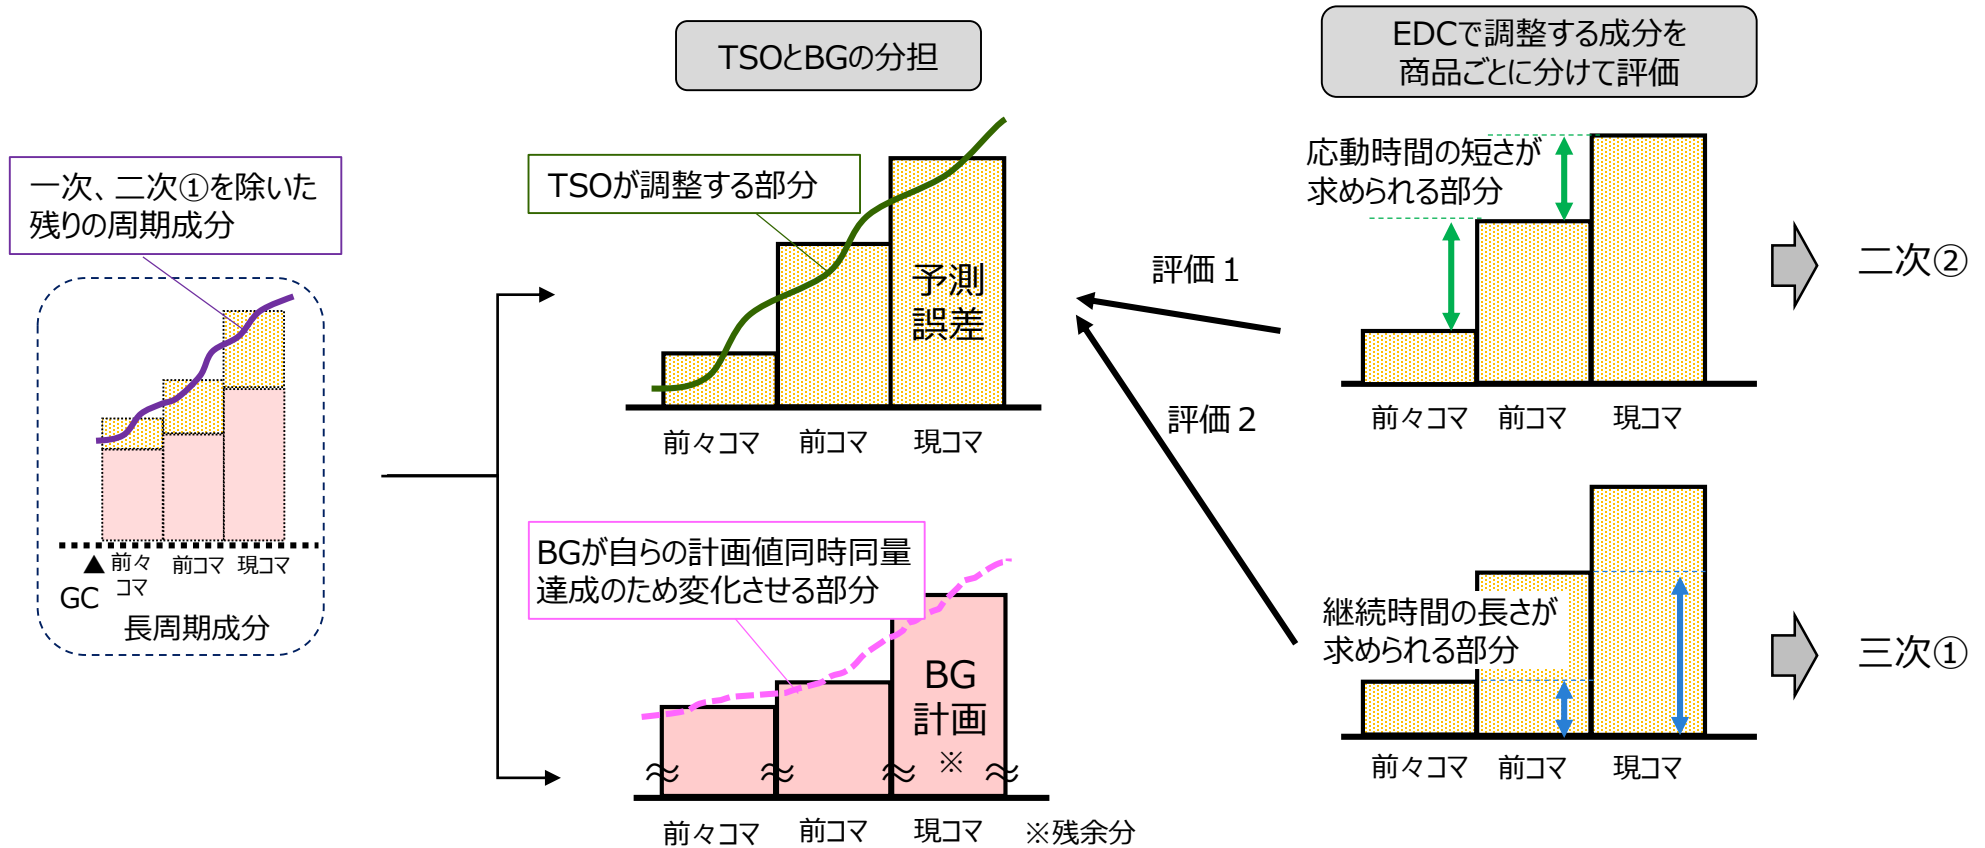 TSOとBGの分担
EDCで調整する成分を
商品ごとに分けて評価
一次、二次①を除いた
残りの周期成分
前々
コマ
前コマ
現コマ
GC
長周期成分
TSOが調整する部分
予測
誤差
前々コマ
前コマ
現コマ
BGが自らの計画値同時同量
達成のため変化させる部分
BG
計画
※
前々コマ
前コマ
現コマ
※残余分
評価１
評価２
応動時間の短さが
求められる部分
前々コマ
前コマ
現コマ
二次②
継続時間の長さが
求められる部分
前々コマ
前コマ
現コマ
三次①